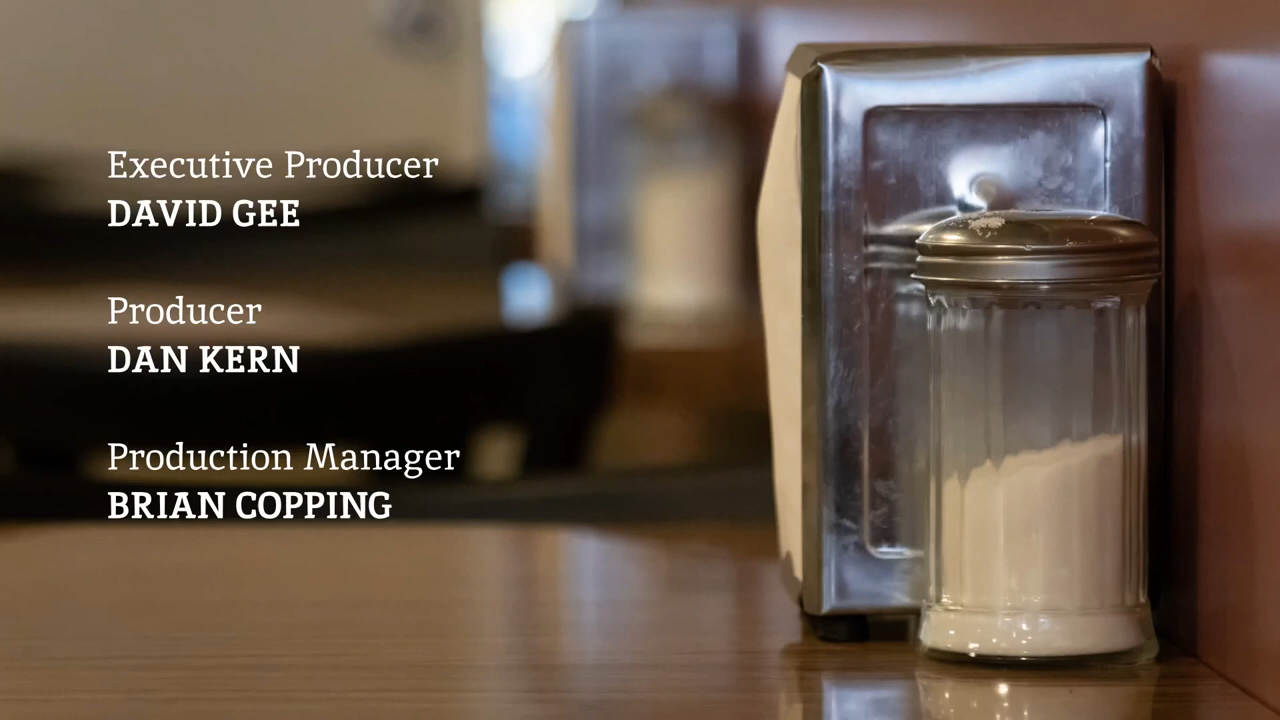 Executive Producer
DAVID GEE
Producer
DAN KERN
Production Manager
BRIAN COPPING